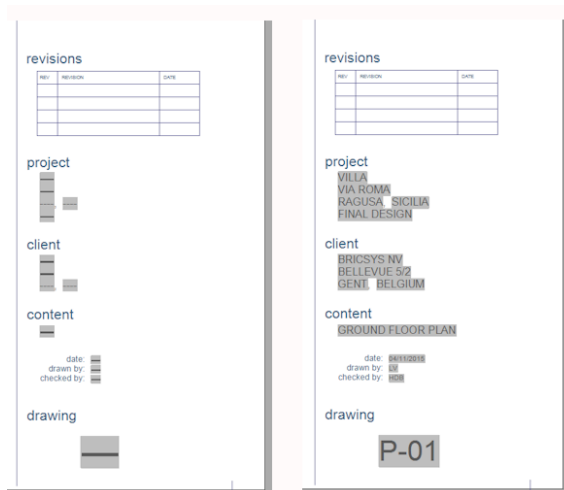 revisions
REV REVISION DATE
project
client
content
date:
drawn by:
checked by:
drawing
revisions
REV REVISION DATE
project
VILLA
VIA ROMA
RAGUSA, SICILIA
FINAL DESIGN
client
BRICSYS NV
BELLEVUE 5/2
GENT, BELGIUM
content
GROUND FLOOR PLAN
date: 04/11/2015
drawn by: LV
checked by: HDB
drawing
P-01